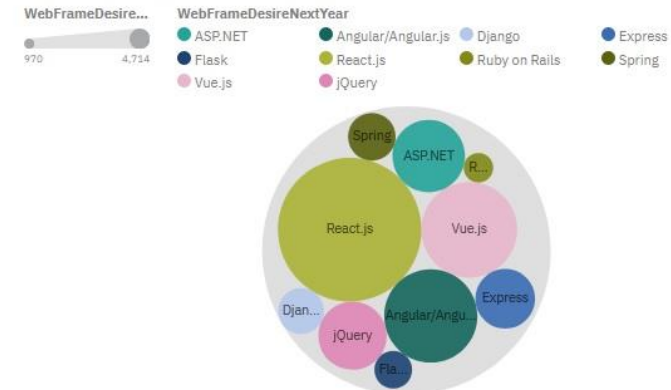 WebFrameDesire... WebFrameDesireNextYear
ASP.NET Angular/Angular.js Django Express
970 4,714
Flask React.js Ruby on Rails Spring
Vue.js jQuery
Spring
ASP.NET
R...
React.js Vue.js
Express
Djan... Angular/Angu...
jQuery
Fla...